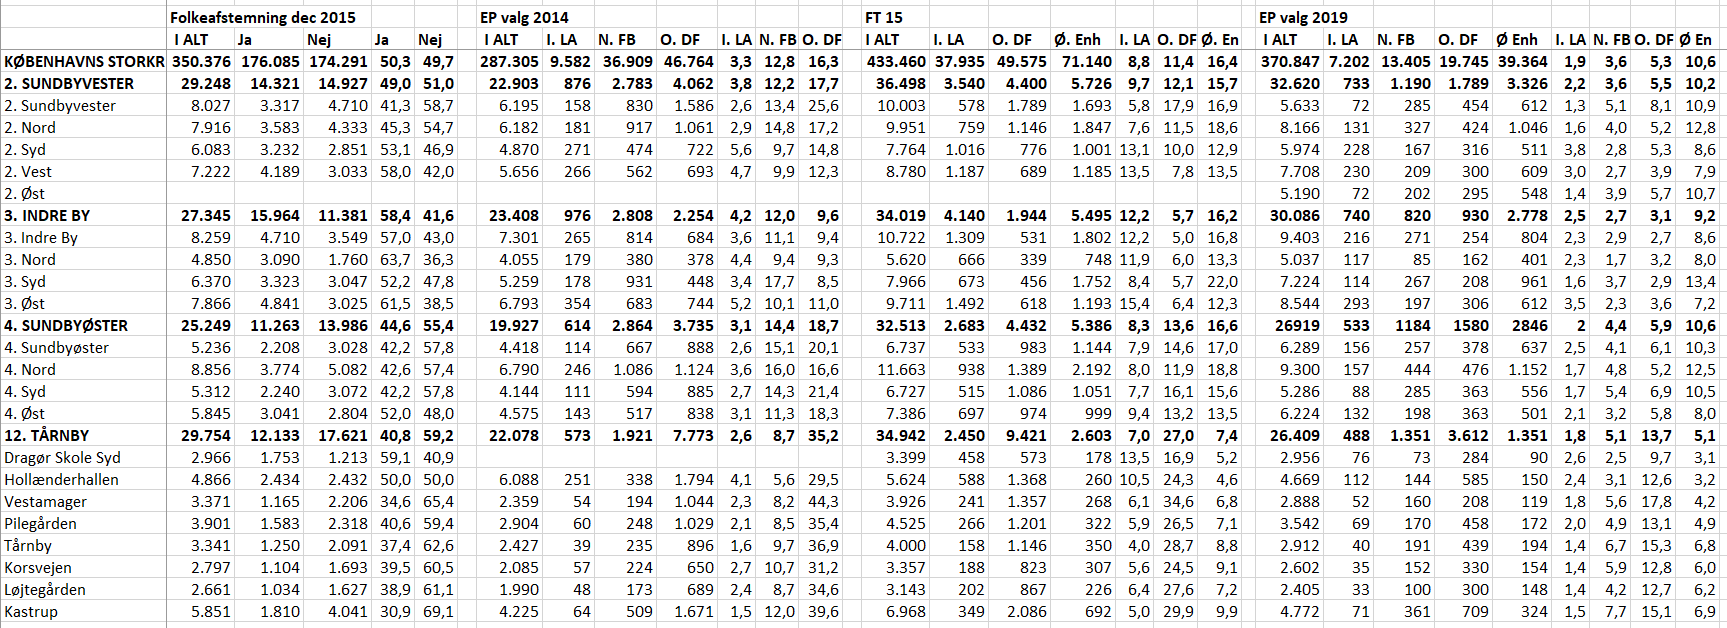 Folkeafstemning dec 2015 EP valg 2014 FT 15 EP valg 2019
I ALT Ja Nej Ja Nej I ALT I. LA N. FB O. DF I. LA N. FB O. DF I ALT I. LA O. DF Ø. Enh I. LA O. DF Ø. En I ALT I. LA N. FB O. DF Ø Enh I. LA N. FB O. DF Ø En
KØBENHAVNS STORKR 350.376 176.085 174.291 50,3 49,7 287.305 9.582 36.909 46.764 3,3 12,8 16,3 433.460 37.935 49.575 71.140 8,8 11,4 16,4 370.847 7.202 13.405 19.745 39.364 1,9 3,6 5,3 10,6
2. SUNDBYVESTER 29.248 14.321 14.927 49,0 51,0 22.903 876 2.783 4.062 3,8 12,2 17,7 36.498 3.540 4.400 5.726 9,7 12,1 15,7 32.620 733 1.190 1.789 3.326 2,2 3,6 5,5 10,2
2. Sundbyvester 8.027 3.317 4.710 41,3 58,7 6.195 158 830 1.586 2,6 13,4 25,6 10.003 578 1.789 1.693 5,8 17,9 16,9 5.633 72 285 454 612 1,3 5,1 8,1 10,9
2. Nord 7.916 3.583 4.333 45,3 54,7 6.182 181 917 1.061 2,9 14,8 17,2 9.951 759 1.146 1.847 7,6 11,5 18,6 8.166 131 327 424 1.046 1,6 4,0 5,2 12,8
2. Syd 6.083 3.232 2.851 53,1 46,9 4.870 271 474 722 5,6 9,7 14,8 7.764 1.016 776 1.001 13,1 10,0 12,9 5.974 228 167 316 511 3,8 2,8 5,3 8,6
2. Vest 7.222 4.189 3.033 58,0 42,0 5.656 266 562 693 4,7 9,9 12,3 8.780 1.187 689 1.185 13,5 7,8 13,5 7.708 230 209 300 609 3,0 2,7 3,9 7,9
2. Øst 5.190 72 202 295 548 1,4 3,9 5,7 10,7
3. INDRE BY 27.345 15.964 11.381 58,4 41,6 23.408 976 2.808 2.254 4,2 12,0 9,6 34.019 4.140 1.944 5.495 12,2 5,7 16,2 30.086 740 820 930 2.778 2,5 2,7 3,1 9,2
3. Indre By 8.259 4.710 3.549 57,0 43,0 7.301 265 814 684 3,6 11,1 9,4 10.722 1.309 531 1.802 12,2 5,0 16,8 9.403 216 271 254 804 2,3 2,9 2,7 8,6
3. Nord 4.850 3.090 1.760 63,7 36,3 4.055 179 380 378 4,4 9,4 9,3 5.620 666 339 748 11,9 6,0 13,3 5.037 117 85 162 401 2,3 1,7 3,2 8,0
3. Syd 6.370 3.323 3.047 52,2 47,8 5.259 178 931 448 3,4 17,7 8,5 7.966 673 456 1.752 8,4 5,7 22,0 7.224 114 267 208 961 1,6 3,7 2,9 13,4
3. Øst 7.866 4.841 3.025 61,5 38,5 6.793 354 683 744 5,2 10,1 11,0 9.711 1.492 618 1.193 15,4 6,4 12,3 8.544 293 197 306 612 3,5 2,3 3,6 7,2
4. SUNDBYØSTER 25.249 11.263 13.986 44,6 55,4 19.927 614 2.864 3.735 3,1 14,4 18,7 32.513 2.683 4.432 5.386 8,3 13,6 16,6 26919 533 1184 1580 2846 2 4,4 5,9 10,6
4. Sundbyøster 5.236 2.208 3.028 42,2 57,8 4.418 114 667 888 2,6 15,1 20,1 6.737 533 983 1.144 7,9 14,6 17,0 6.289 156 257 378 637 2,5 4,1 6,1 10,3
4. Nord 8.856 3.774 5.082 42,6 57,4 6.790 246 1.086 1.124 3,6 16,0 16,6 11.663 938 1.389 2.192 8,0 11,9 18,8 9.300 157 444 476 1.152 1,7 4,8 5,2 12,5
4. Syd 5.312 2.240 3.072 42,2 57,8 4.144 111 594 885 2,7 14,3 21,4 6.727 515 1.086 1.051 7,7 16,1 15,6 5.286 88 285 363 556 1,7 5,4 6,9 10,5
4. Øst 5.845 3.041 2.804 52,0 48,0 4.575 143 517 838 3,1 11,3 18,3 7.386 697 974 999 9,4 13,2 13,5 6.224 132 198 363 501 2,1 3,2 5,8 8,0
12. TÅRNBY 29.754 12.133 17.621 40,8 59,2 22.078 573 1.921 7.773 2,6 8,7 35,2 34.942 2.450 9.421 2.603 7,0 27,0 7,4 26.409 488 1.351 3.612 1.351 1,8 5,1 13,7 5,1
Dragør Skole Syd 2.966 1.753 1.213 59,1 40,9 3.399 458 573 178 13,5 16,9 5,2 2.956 76 73 284 90 2,6 2,5 9,7 3,1
Hollænderhallen 4.866 2.434 2.432 50,0 50,0 6.088 251 338 1.794 4,1 5,6 29,5 5.624 588 1.368 260 10,5 24,3 4,6 4.669 112 144 585 150 2,4 3,1 12,6 3,2
Vestamager 3.371 1.165 2.206 34,6 65,4 2.359 54 194 1.044 2,3 8,2 44,3 3.926 241 1.357 268 6,1 34,6 6,8 2.888 52 160 208 119 1,8 5,6 17,8 4,2
Pilegården 3.901 1.583 2.318 40,6 59,4 2.904 60 248 1.029 2,1 8,5 35,4 4.525 266 1.201 322 5,9 26,5 7,1 3.542 69 170 458 172 2,0 4,9 13,1 4,9
Tårnby 3.341 1.250 2.091 37,4 62,6 2.427 39 235 896 1,6 9,7 36,9 4.000 158 1.146 350 4,0 28,7 8,8 2.912 40 191 439 194 1,4 6,7 15,3 6,8
Korsvejen 2.797 1.104 1.693 39,5 60,5 2.085 57 224 650 2,7 10,7 31,2 3.357 188 823 307 5,6 24,5 9,1 2.602 35 152 330 154 1,4 5,9 12,8 6,0
Løjtegården 2.661 1.034 1.627 38,9 61,1 1.990 48 173 689 2,4 8,7 34,6 3.143 202 867 226 6,4 27,6 7,2 2.405 33 100 300 148 1,4 4,2 12,7 6,2
Kastrup 5.851 1.810 4.041 30,9 69,1 4.225 64 509 1.671 1,5 12,0 39,6 6.968 349 2.086 692 5,0 29,9 9,9 4.772 71 361 709 324 1,5 7,7 15,1 6,9